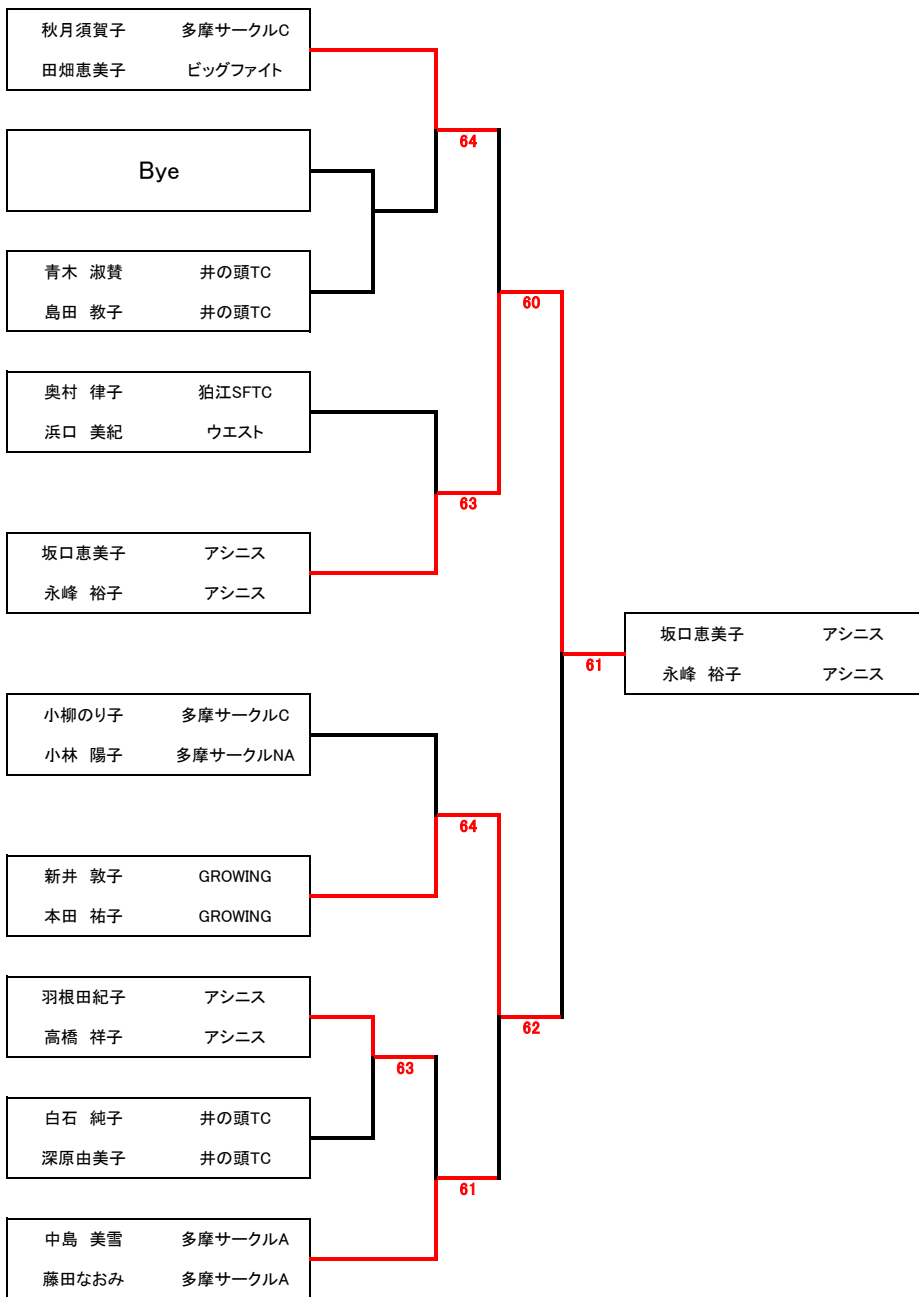 秋月須賀子 多摩サークルC
田畑恵美子 ビッグファイト
64
Bye
青木 淑賛 井の頭TC
島田 教子 井の頭TC
60
奥村 律子 狛江SFTC
浜口 美紀 ウエスト
63
坂口恵美子 アシニス
永峰 裕子 アシニス
坂口恵美子 アシニス
61
永峰 裕子 アシニス
小柳のり子 多摩サークルC
小林 陽子 多摩サークルNA
64
新井 敦子 GROWING
本田 祐子 GROWING
羽根田紀子 アシニス
62
高橋 祥子 アシニス
63
白石 純子 井の頭TC
深原由美子 井の頭TC
61
中島 美雪 多摩サークルA
藤田なおみ 多摩サークルA